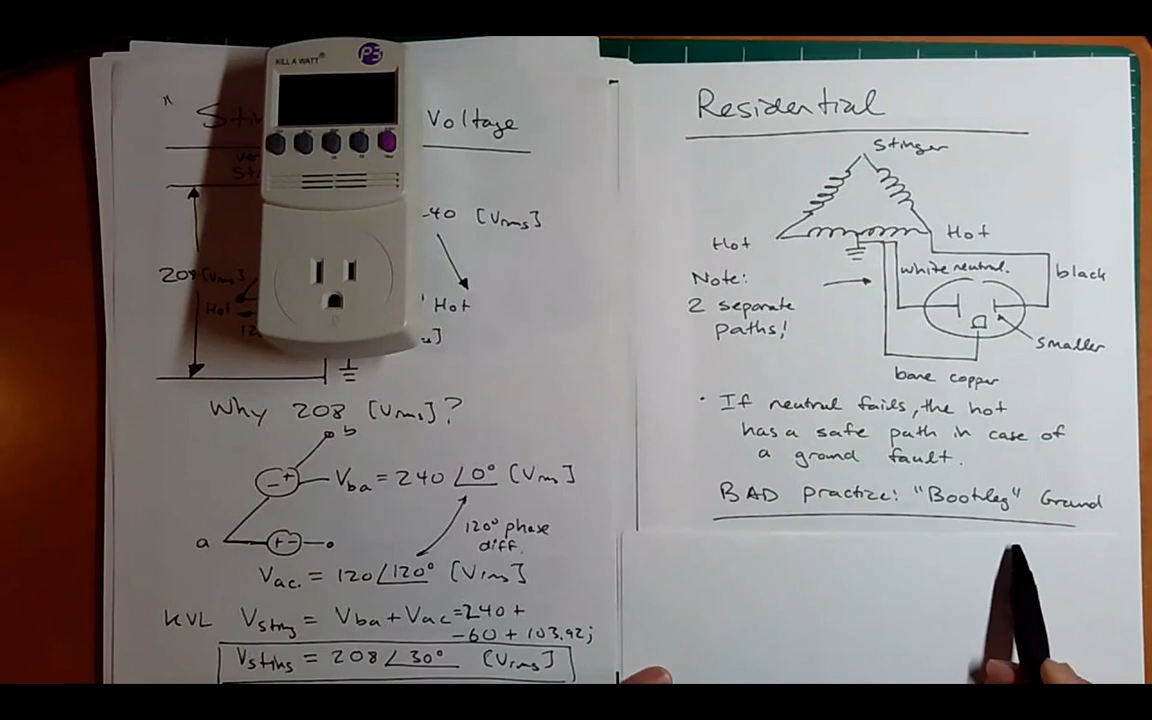 KILL A WATT®
P3
Voltage
-40 [Vrms]
208 [Vrms]
Hot
Hot
Why 208 [Vrms]?
b
Vba = 240∠0° [Vrms]
a
120° phase
diff.
Vac. = 120∠120° [Vrms]
KVL Vsting = Vba + Vac = 240 +
-60 + 103.92j
Vsting = 208∠30° [Vrms]
Residential
Stinger
Hot
Hot
white neutral.
black
Note:
2 separate
paths!
smaller
bare copper
• If neutral fails, the hot
has a safe path in case of
a ground fault.
BAD practize: "Bootleg" Ground